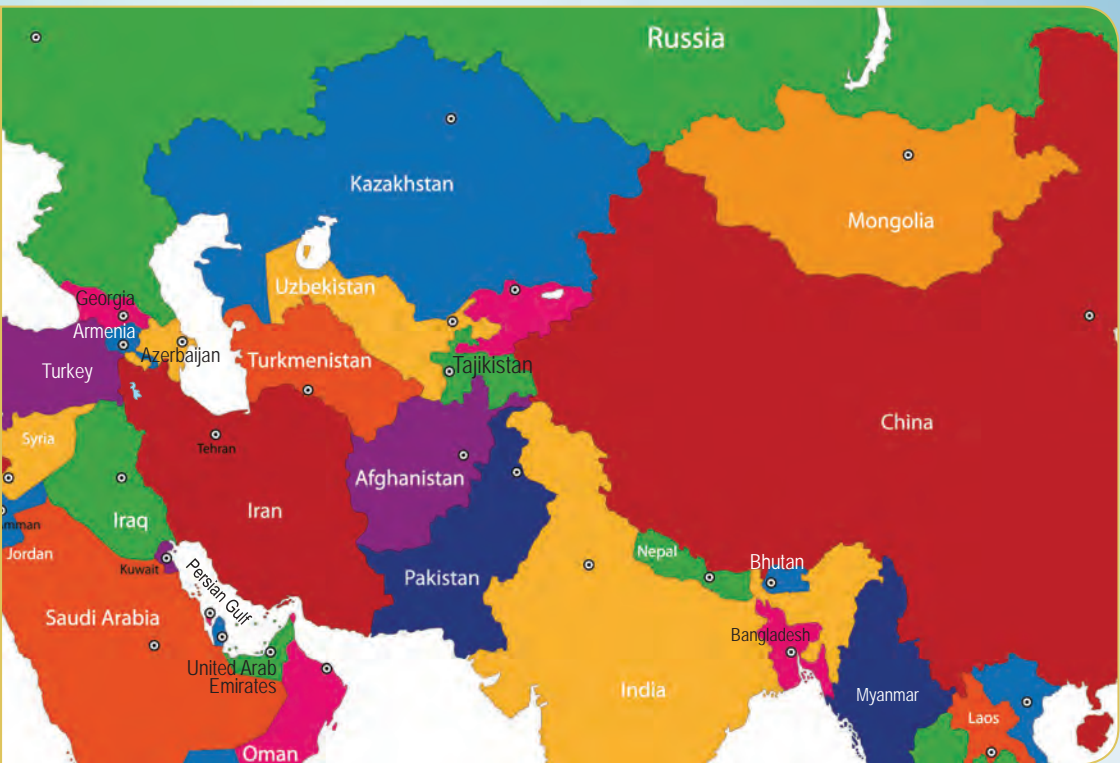 Russia
Kazakhstan
Mongolia
Uzbekistan
Georgia
Armenia
Azerbaijan
Turkmenistan
Tajikistan
Turkey
China
Syria
Tehran
Afghanistan
Iran
Iraq
mman
Jordan
Kuwait
Persian Gulf
Pakistan
Nepal
Bhutan
Saudi Arabia
Bangladesh
United Arab
Emirates
India
Myanmar
Laos
Oman